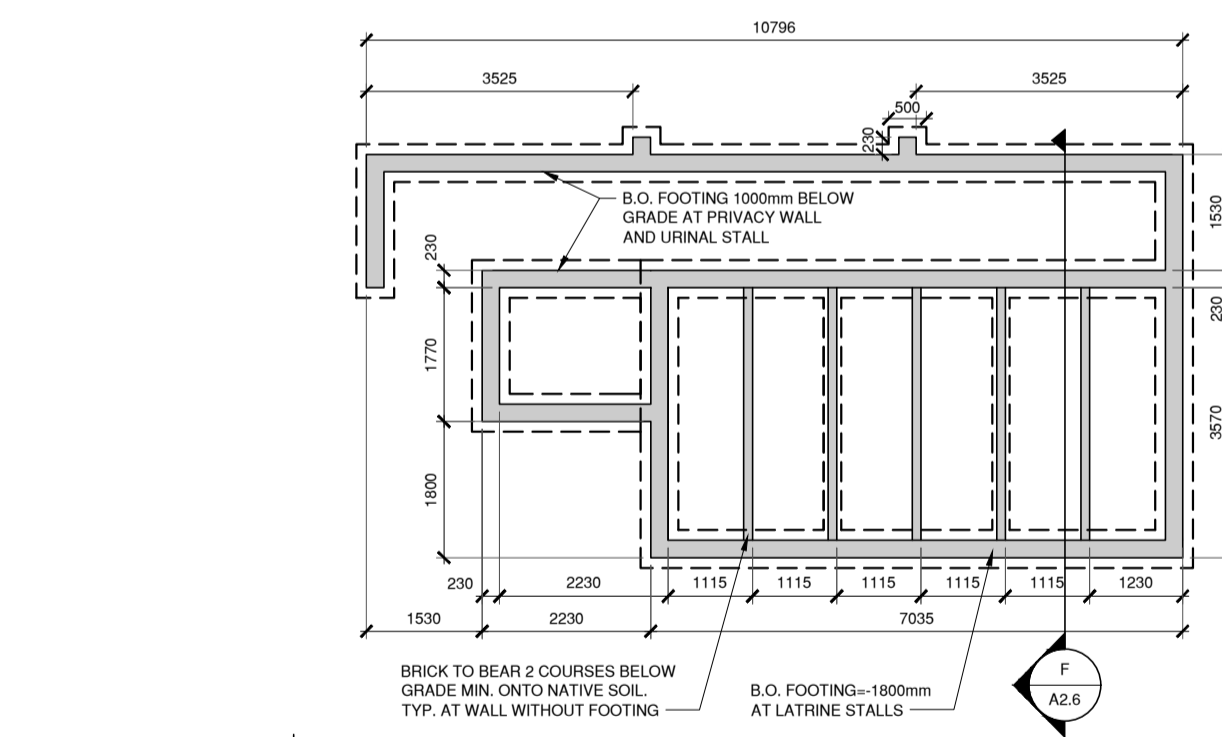 10796
3525
3525
500
230
B.O. FOOTING 1000mm BELOW
GRADE AT PRIVACY WALL
AND URINAL STALL
1530
230
230
1770
3570
1800
230
2230
1115
1115
1115
1115
1115
1230
1530
2230
7035
BRICK TO BEAR 2 COURSES BELOW
GRADE MIN. ONTO NATIVE SOIL.
TYP. AT WALL WITHOUT FOOTING
B.O. FOOTING=-1800mm
AT LATRINE STALLS
F
A2.6